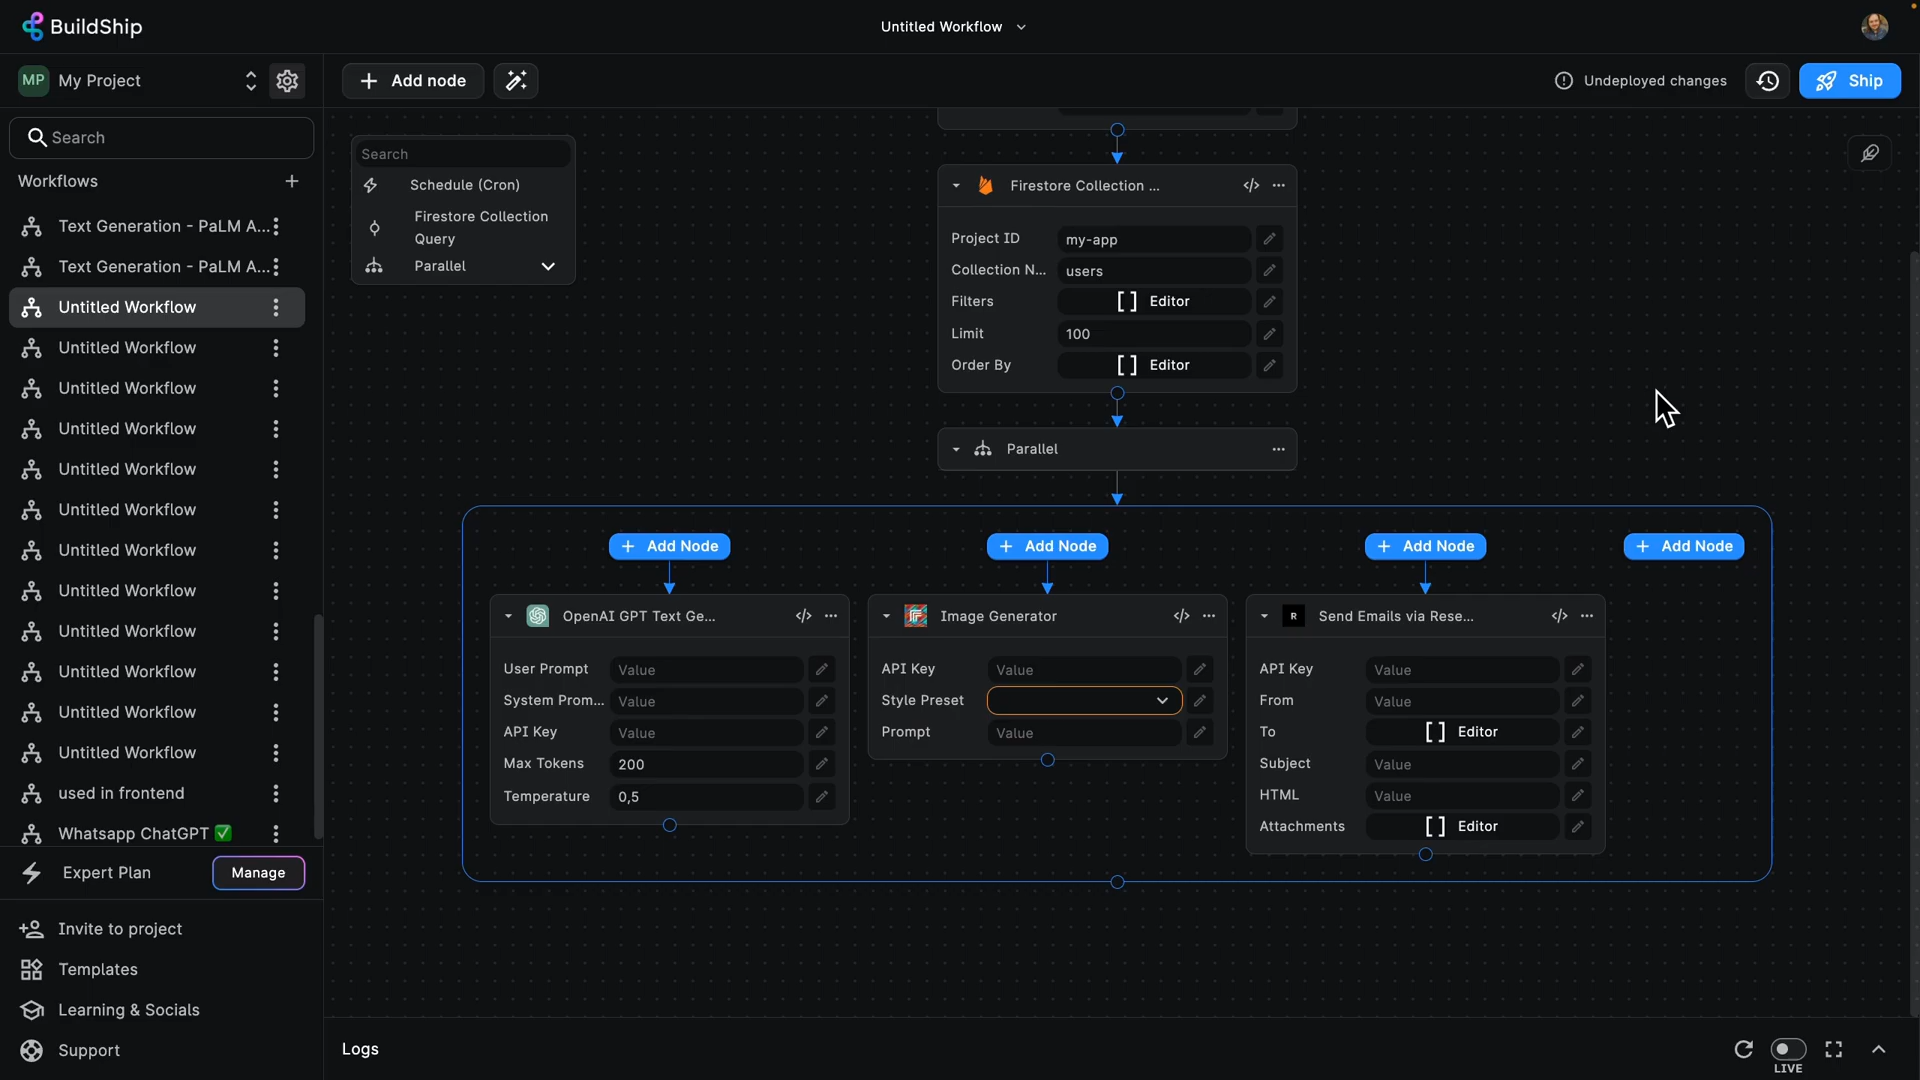 BuildShip
Untitled Workflow
MP My Project
Add node
Undeployed changes
Ship
Search
Workflows
Text Generation - PaLM A...
Text Generation - PaLM A...
Untitled Workflow
Untitled Workflow
Untitled Workflow
Untitled Workflow
Untitled Workflow
Untitled Workflow
Untitled Workflow
Untitled Workflow
Untitled Workflow
Untitled Workflow
Untitled Workflow
Untitled Workflow
used in frontend
Whatsapp ChatGPT ✅
Expert Plan
Manage
Invite to project
Templates
Learning & Socials
Support
Search
Schedule (Cron)
Firestore Collection
Query
Parallel
Firestore Collection ...
Project ID my-app
Collection N... users
Filters [ ] Editor
Limit 100
Order By [ ] Editor
Parallel
Add Node
Add Node
Add Node
Add Node
OpenAI GPT Text Ge...
User Prompt Value
System Prom... Value
API Key Value
Max Tokens 200
Temperature 0,5
Image Generator
API Key Value
Style Preset
Prompt Value
R Send Emails via Rese...
API Key Value
From Value
To [ ] Editor
Subject Value
HTML Value
Attachments [ ] Editor
Logs
LIVE